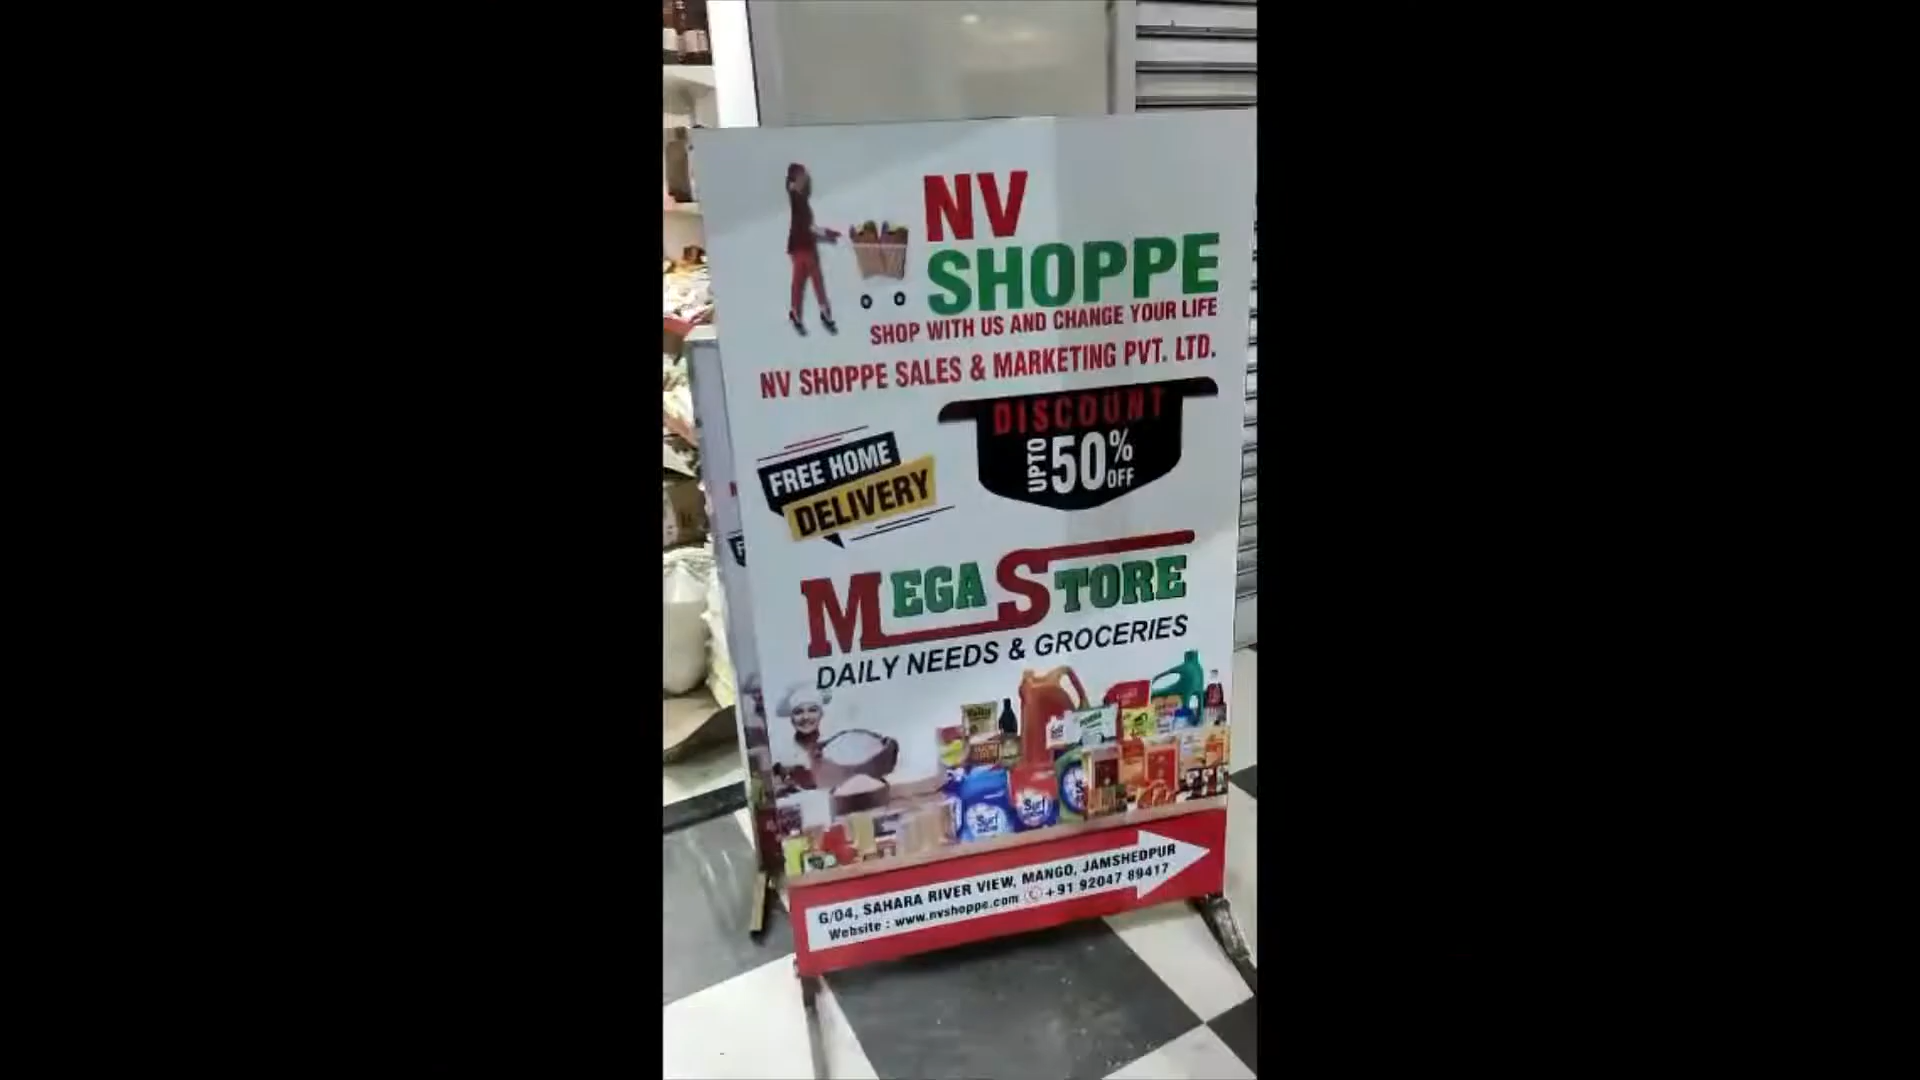 NV
SHOPPE
SHOP WITH US AND CHANGE YOUR LIFE
NV SHOPPE SALES & MARKETING PVT. LTD.
DISCOUNT
UPTO 50% OFF
FREE HOME
DELIVERY
MEGA STORE
DAILY NEEDS & GROCERIES
Surf
Surf
G/04, SAHARA RIVER VIEW, MANGO, JAMSHEDPUR
Website : www.nvshoppe.com +91 92047 89417